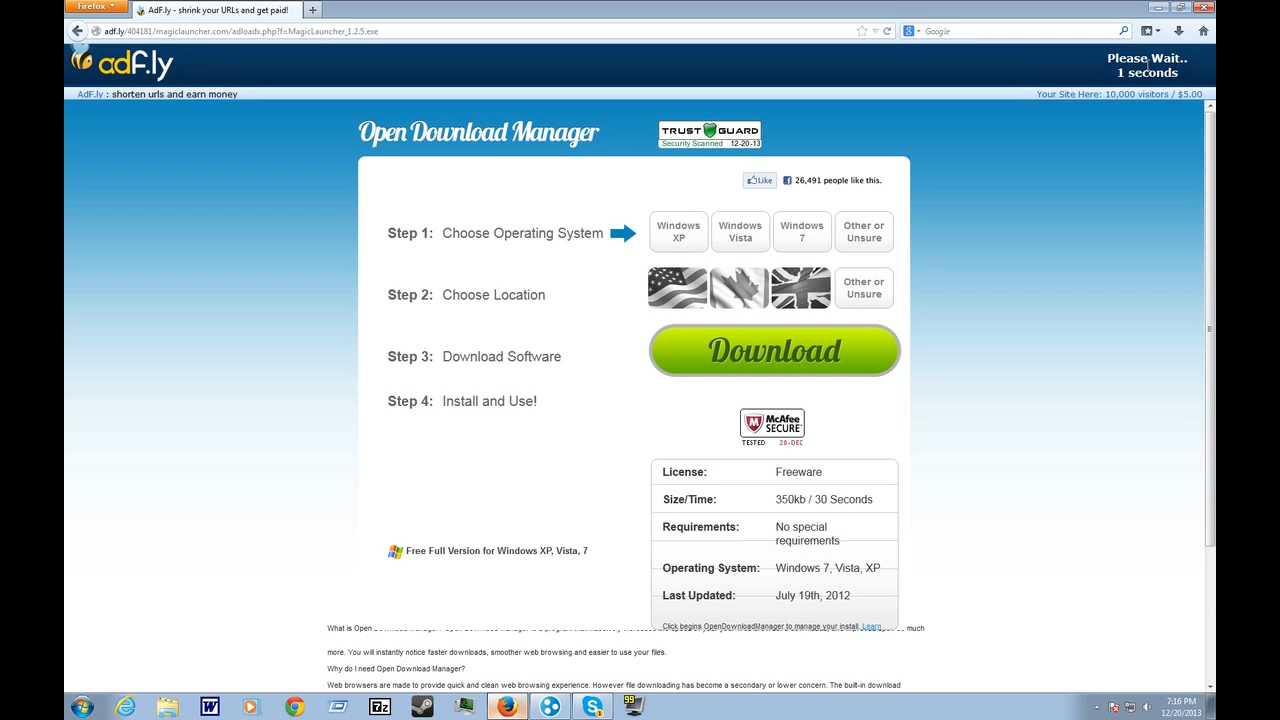 Firefox
AdF.ly - shrink your URLs and get paid!
adf.ly/404181/magiclauncher.com/adloadx.php?f=MagicLauncher_1.2.5.exe
Google
adf.ly
Please Wait..
1 seconds
AdF.ly : shorten urls and earn money
Your Site Here: 10,000 visitors / $5.00
Open Download Manager
TRUST GUARD
Security Scanned 12-20-13
Like
26,491 people like this.
Step 1: Choose Operating System
Windows XP
Windows Vista
Windows 7
Other or Unsure
Step 2: Choose Location
Other or Unsure
Step 3: Download Software
Download
Step 4: Install and Use!
McAfee SECURE
TESTED 20-DEC
License: Freeware
Size/Time: 350kb / 30 Seconds
Requirements: No special requirements
Operating System: Windows 7, Vista, XP
Last Updated: July 19th, 2012
Click begins OpenDownloadManager to manage your install. Learn
Free Full Version for Windows XP, Vista, 7
What is Open much
more. You will instantly notice faster downloads, smoother web browsing and easier to use your files.
Why do I need Open Download Manager?
Web browsers are made to provide quick and clean web browsing experience. However file downloading has become a secondary or lower concern. The built-in download
7z
99
7:16 PM
12/20/2013